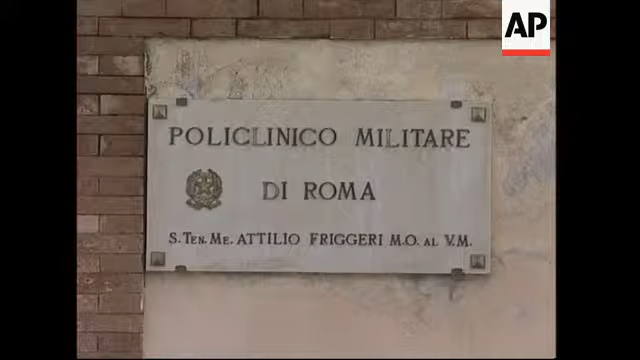 AP
POLICLINICO MILITARE
DI ROMA
S. TEN. ME. ATTILIO FRIGGERI M.O. AL V.M.